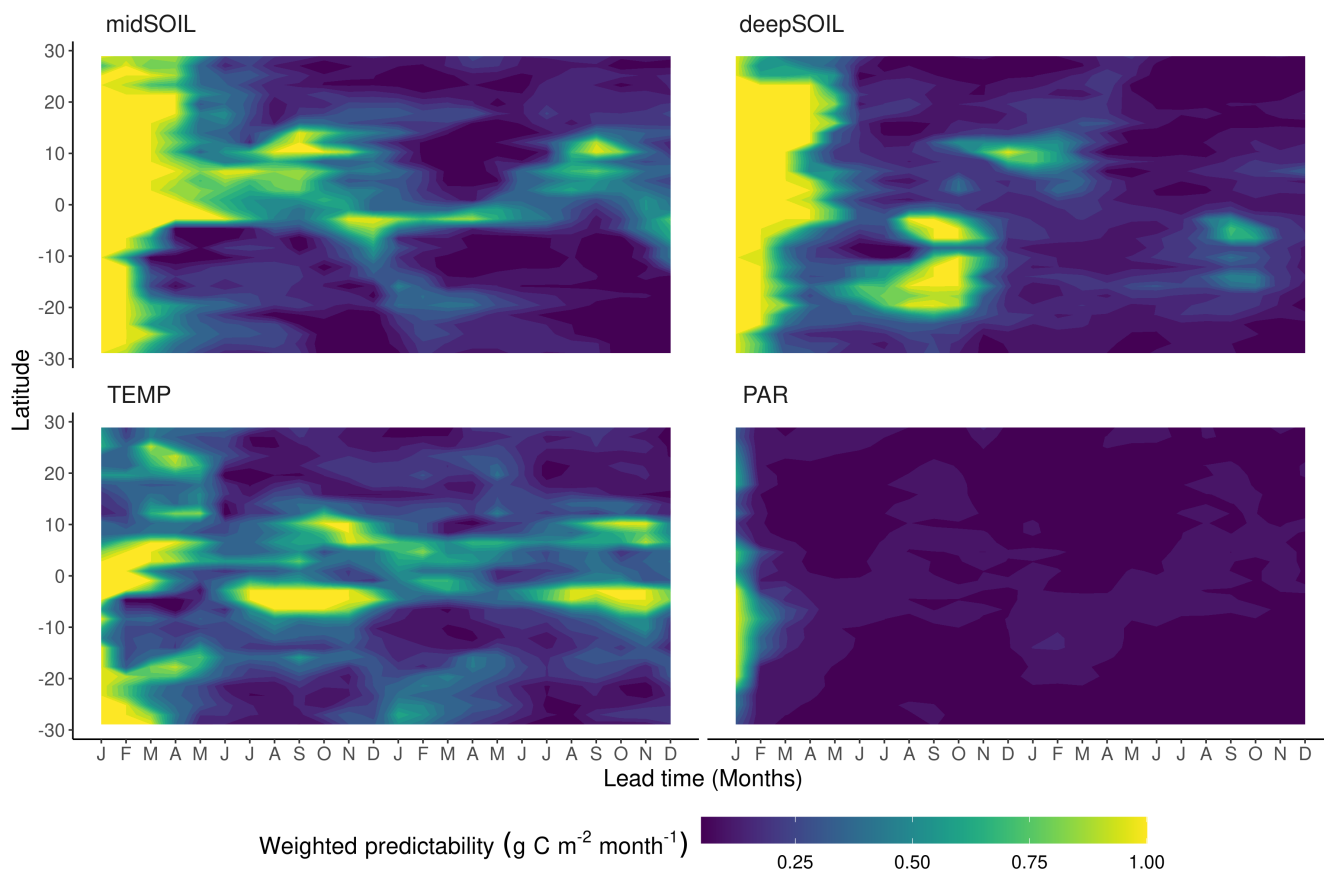 midSOIL deepSOIL
30
20
10
0
-10
-20
-30
Latitude
TEMP PAR
30
20
10
0
-10
-20
-30
J F M A M J J A S O N D J F M A M J J A S O N D J F M A M J J A S O N D J F M A M J J A S O N D
Lead time (Months)
Weighted predictability (g C m⁻² month⁻¹)
0.25 0.50 0.75 1.00